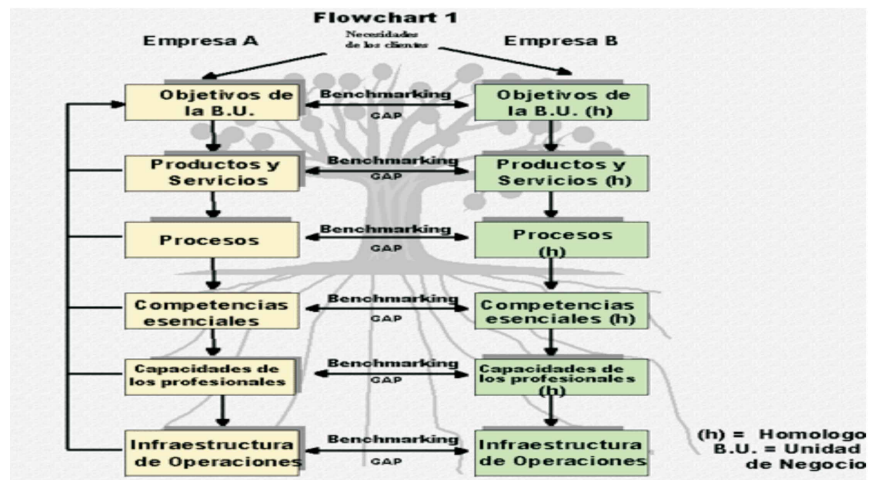 Flowchart 1
Necesidades
de los clientes
Empresa A
Empresa B
Objetivos de
la B.U.
Benchmarking
GAP
Objetivos de
la B.U. (h)
Productos y
Servicios
Benchmarking
GAP
Productos y
Servicios (h)
Procesos
Benchmarking
GAP
Procesos
(h)
Competencias
esenciales
Benchmarking
GAP
Competencias
esenciales (h)
Capacidades de
los profesionales
Benchmarking
GAP
Capacidades de
los profesionales
(h)
Infraestructura
de Operaciones
Benchmarking
GAP
Infraestructura
de Operaciones
(h) = Homologo
B.U. = Unidad
de Negocio